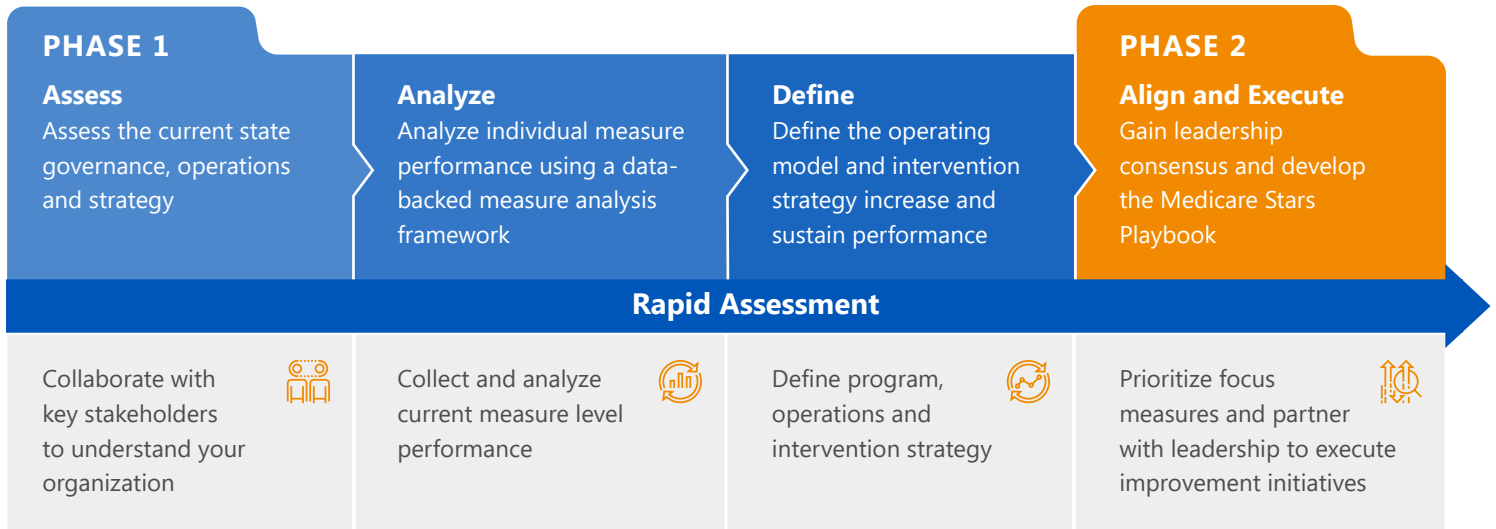 PHASE 1
Assess
Assess the current state
governance, operations
and strategy
Analyze
Analyze individual measure
performance using a data-
backed measure analysis
framework
Define
Define the operating
model and intervention
strategy increase and
sustain performance
PHASE 2
Align and Execute
Gain leadership
consensus and develop
the Medicare Stars
Playbook
Rapid Assessment
Collaborate with
key stakeholders
to understand your
organization
Collect and analyze
current measure level
performance
Define program,
operations and
intervention strategy
Prioritize focus
measures and partner
with leadership to execute
improvement initiatives